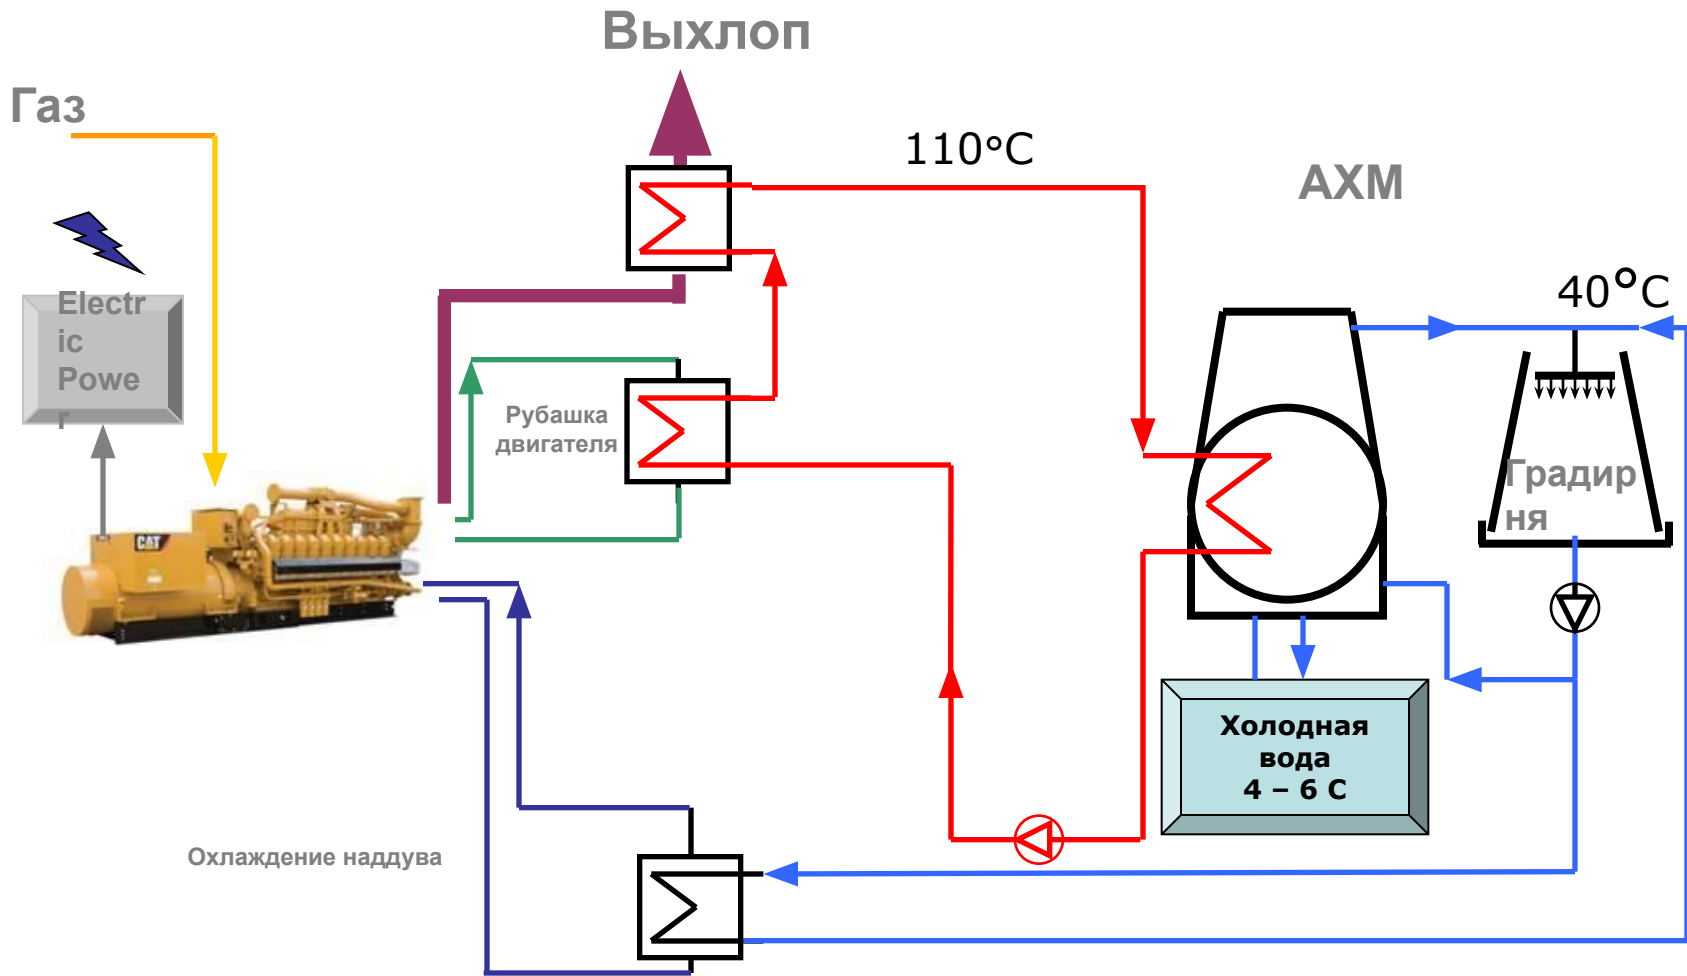 Выхлоп
Газ
110°C
АХМ
40°C
Electr
ic
Powe
r
Рубашка
двигателя
Градир
ня
CAT
Холодная
вода
4 – 6 С
Охлаждение наддува